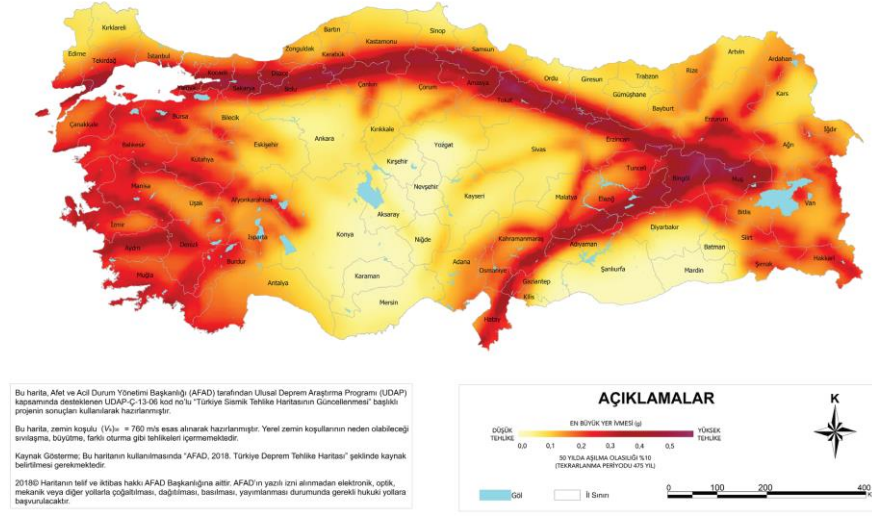 Kırklareli
Edirne
Tekirdağ
İstanbul
Kocaeli
Yalova
Sakarya
Düzce
Bolu
Zonguldak
Bartın
Karabük
Kastamonu
Sinop
Samsun
Çankırı
Çorum
Amasya
Tokat
Ordu
Giresun
Trabzon
Gümüşhane
Bayburt
Rize
Artvin
Ardahan
Kars
Erzurum
Erzincan
Iğdır
Ağrı
Çanakkale
Bursa
Bilecik
Balıkesir
Kütahya
Eskişehir
Ankara
Kırıkkale
Yozgat
Kırşehir
Sivas
Tunceli
Bingöl
Muş
Manisa
Uşak
Afyonkarahisar
Nevşehir
Kayseri
Malatya
Elazığ
Bitlis
Van
İzmir
Aydın
Denizli
Isparta
Konya
Aksaray
Niğde
Kahramanmaraş
Adıyaman
Diyarbakır
Batman
Siirt
Hakkari
Şırnak
Muğla
Burdur
Antalya
Karaman
Mersin
Adana
Osmaniye
Gaziantep
Kilis
Şanlıurfa
Mardin
Hatay
Bu harita, Afet ve Acil Durum Yönetimi Başkanlığı (AFAD) tarafından Ulusal Deprem Araştırma Programı (UDAP)
kapsamında desteklenen UDAP-Ç-13-06 kod no'lu "Türkiye Sismik Tehlike Haritasının Güncellenmesi" başlıklı
projenin sonuçları kullanılarak hazırlanmıştır.
Bu harita, zemin koşulu (Vs)= = 760 m/s esas alınarak hazırlanmıştır. Yerel zemin koşullarının neden olabileceği
sıvılaşma, büyütme, farklı oturma gibi tehlikeleri içermemektedir.
Kaynak Gösterme; Bu haritanın kullanılmasında "AFAD, 2018. Türkiye Deprem Tehlike Haritası" şeklinde kaynak
belirtilmesi gerekmektedir.
2018© Haritanın telif ve iktibas hakkı AFAD Başkanlığına aittir. AFAD'ın yazılı izni alınmadan elektronik, optik,
mekanik veya diğer yollarla çoğaltılması, dağıtılması, basılması, yayımlanması durumunda gerekli hukuki yollara
başvurulacaktır.
AÇIKLAMALAR
EN BÜYÜK YER İVMESİ (g)
DÜŞÜK TEHLİKE
YÜKSEK TEHLİKE
0,0 0,1 0,2 0,3 0,4 0,5
50 YILDA AŞILMA OLASILIĞI %10
(TEKRARLANMA PERİYODU 475 YIL)
Göl
İl Sınırı
K
0 100 200 400